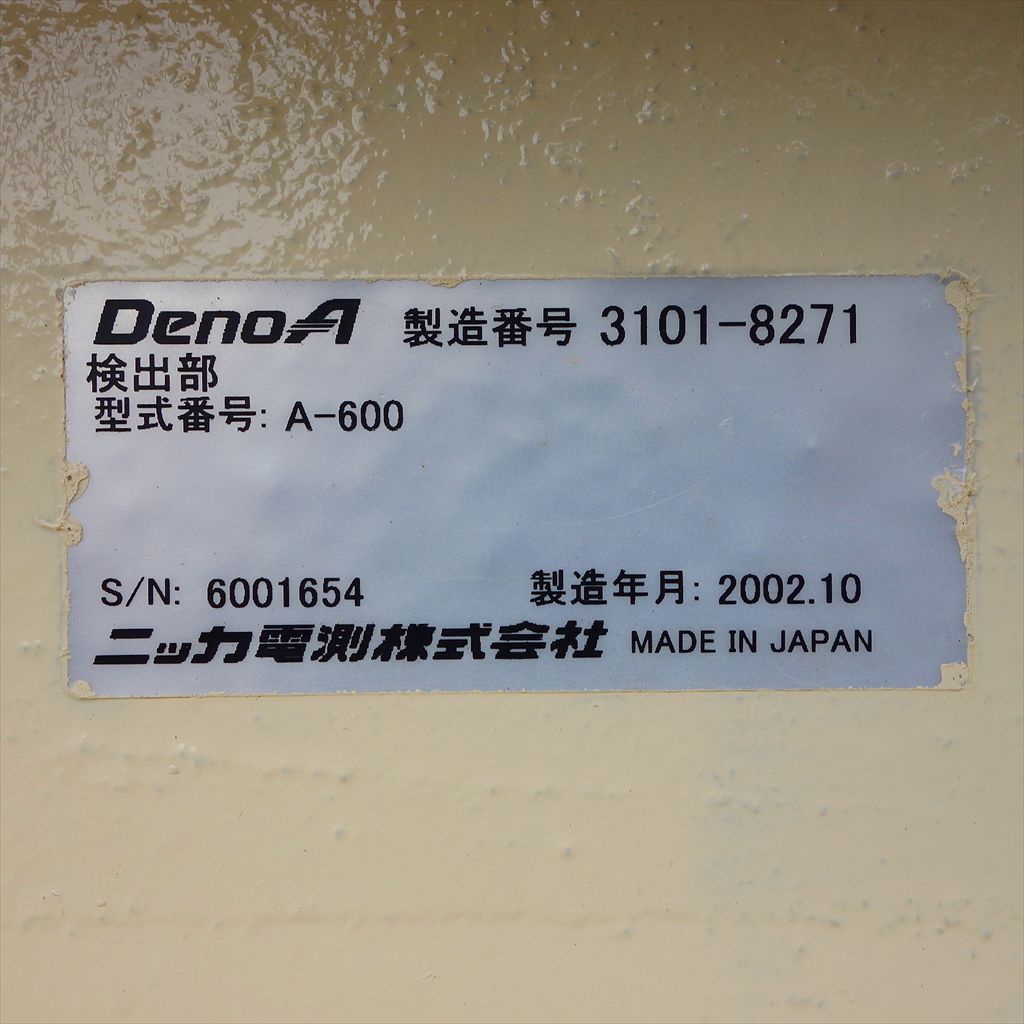 DenoA 製造番号 3101-8271
検出部
型式番号: A-600
S/N: 6001654 製造年月: 2002.10
ニッカ電測株式会社 MADE IN JAPAN